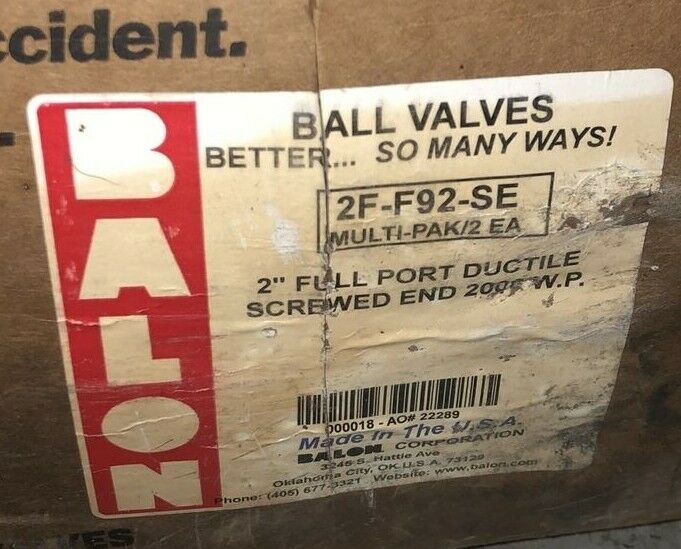 ccident.
BALON
BALL VALVES
BETTER... SO MANY WAYS!
2F-F92-SE
MULTI-PAK/2 EA
2" FULL PORT DUCTILE
SCREWED END W.P.
000018 - AO# 22289
Made In The U.S.A.
BALON CORPORATION
3245 S. Hattie Ave
Oklahoma City, OK U.S.A. 73129
Phone: (405) 677-3321 Website: www.balon.com